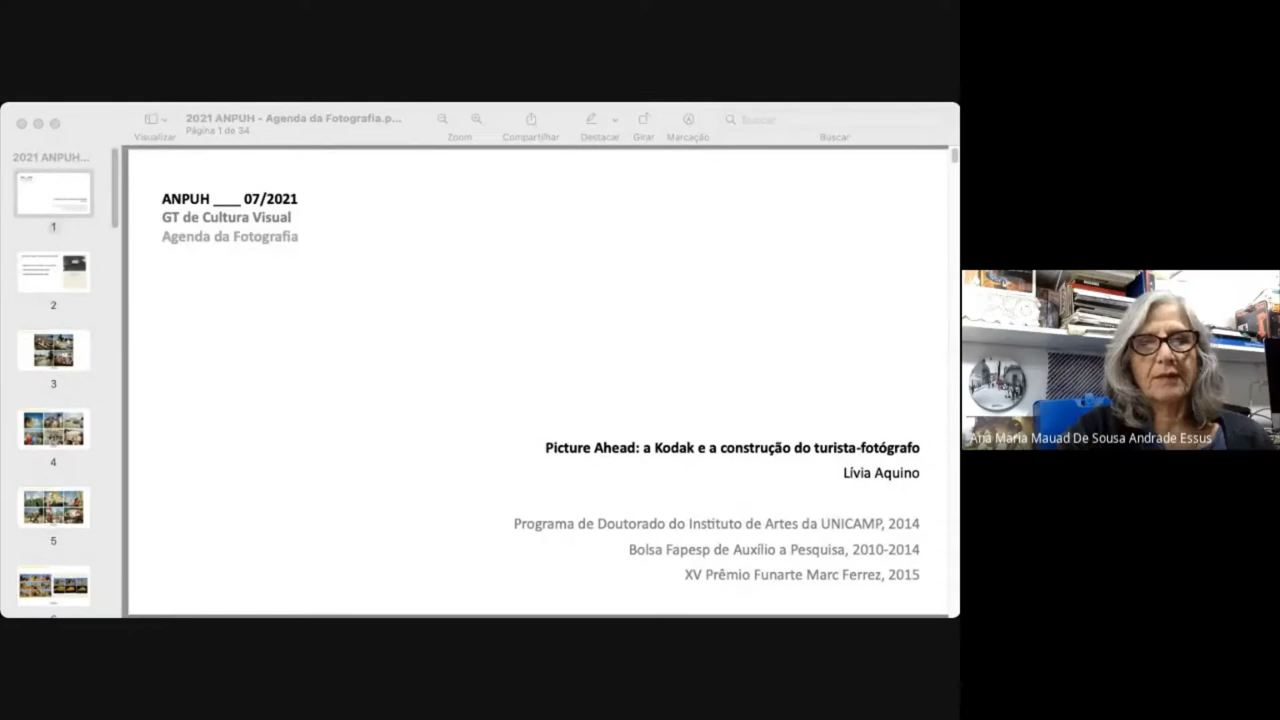 2021 ANPUH - Agenda da Fotografia.p...
Página 1 de 34
Visualizar
Zoom
Compartilhar
Destacar
Girar
Marcação
Buscar
Buscar
2021 ANPUH...
1
2
3
4
5
ANPUH ____ 07/2021
GT de Cultura Visual
Agenda da Fotografia
Picture Ahead: a Kodak e a construção do turista-fotógrafo
Lívia Aquino
Programa de Doutorado do Instituto de Artes da UNICAMP, 2014
Bolsa Fapesp de Auxílio a Pesquisa, 2010-2014
XV Prêmio Funarte Marc Ferrez, 2015
Ana Maria Mauad De Sousa Andrade Essus